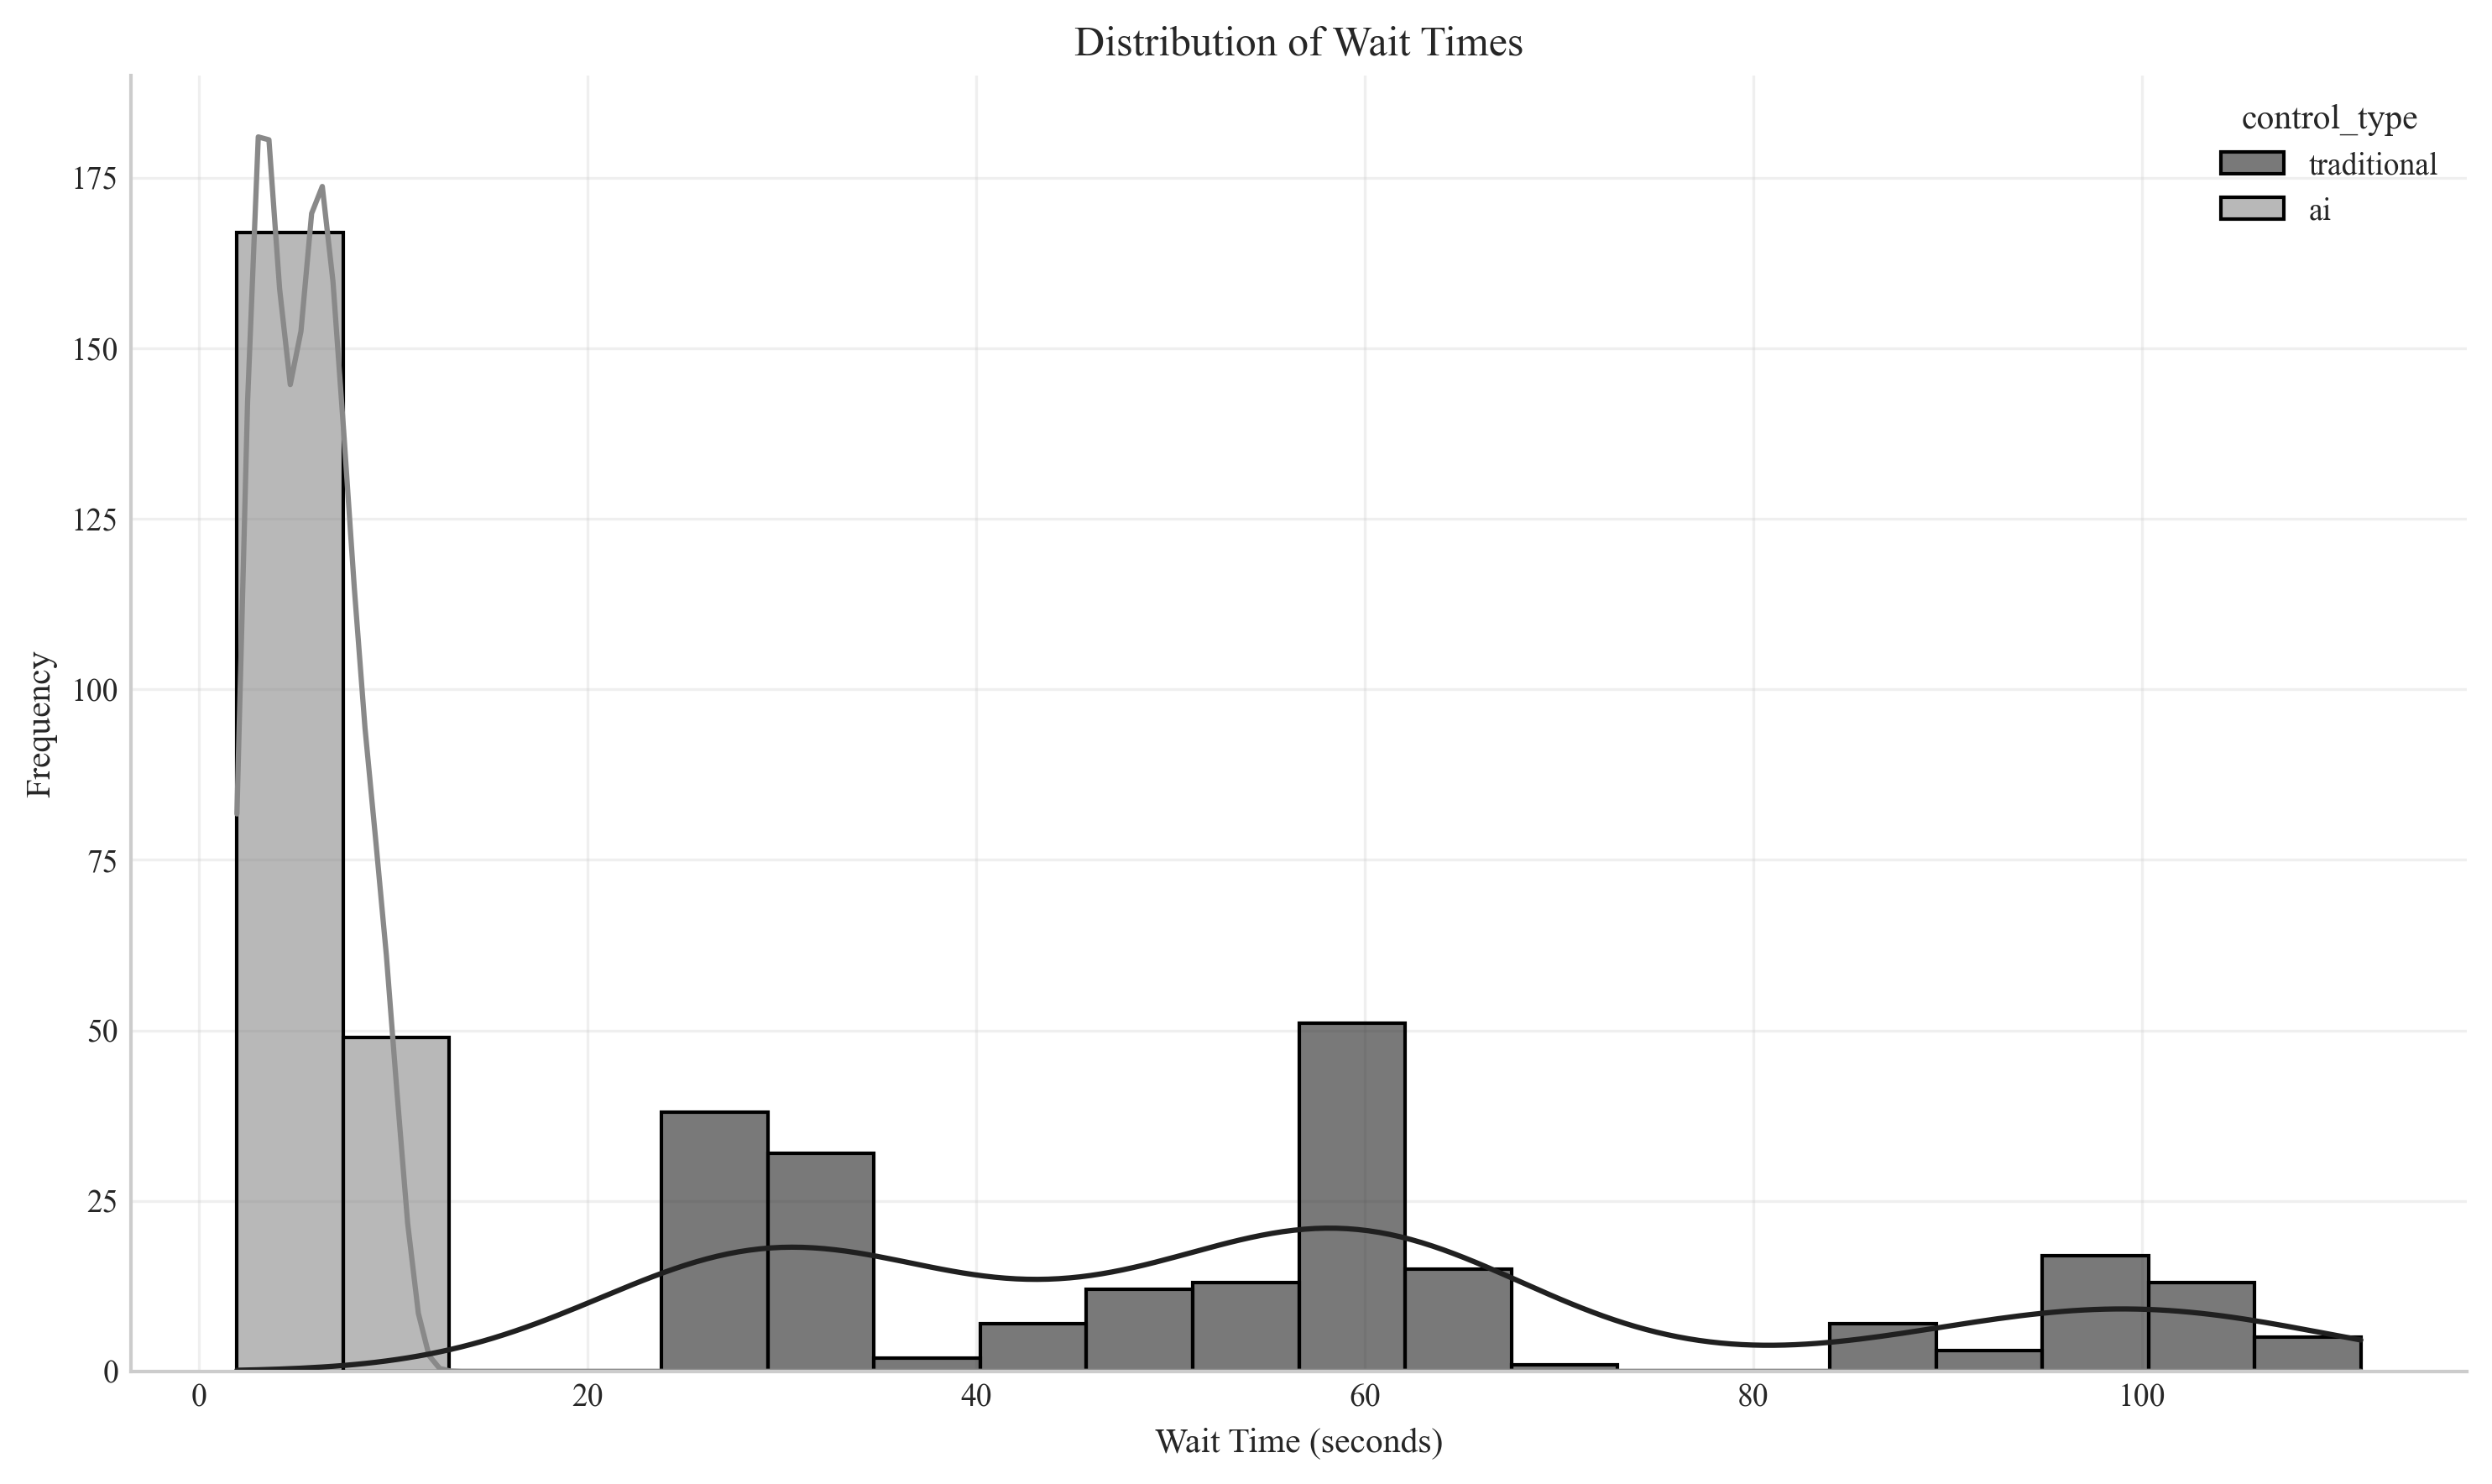 Distribution of Wait Times
control_type
traditional
ai
175
150
125
100
75
50
25
0
Frequency
0 20 40 60 80 100
Wait Time (seconds)